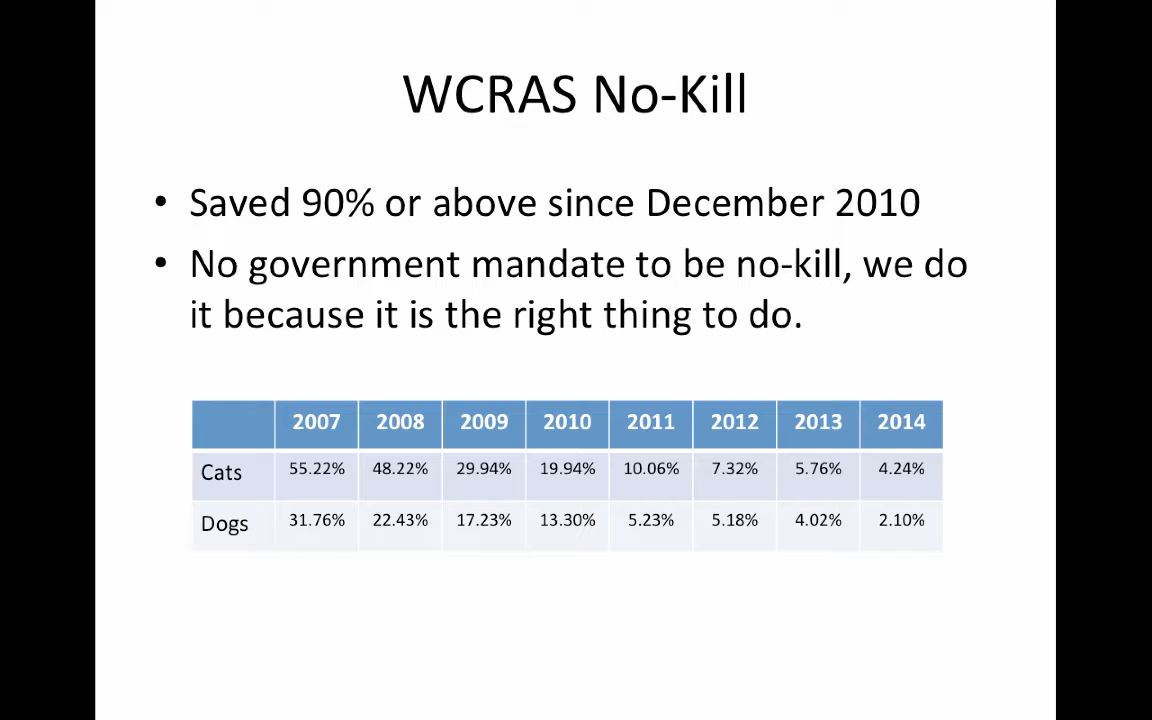 WCRAS No-Kill
• Saved 90% or above since December 2010
• No government mandate to be no-kill, we do
it because it is the right thing to do.
2007 2008 2009 2010 2011 2012 2013 2014
Cats 55.22% 48.22% 29.94% 19.94% 10.06% 7.32% 5.76% 4.24%
Dogs 31.76% 22.43% 17.23% 13.30% 5.23% 5.18% 4.02% 2.10%